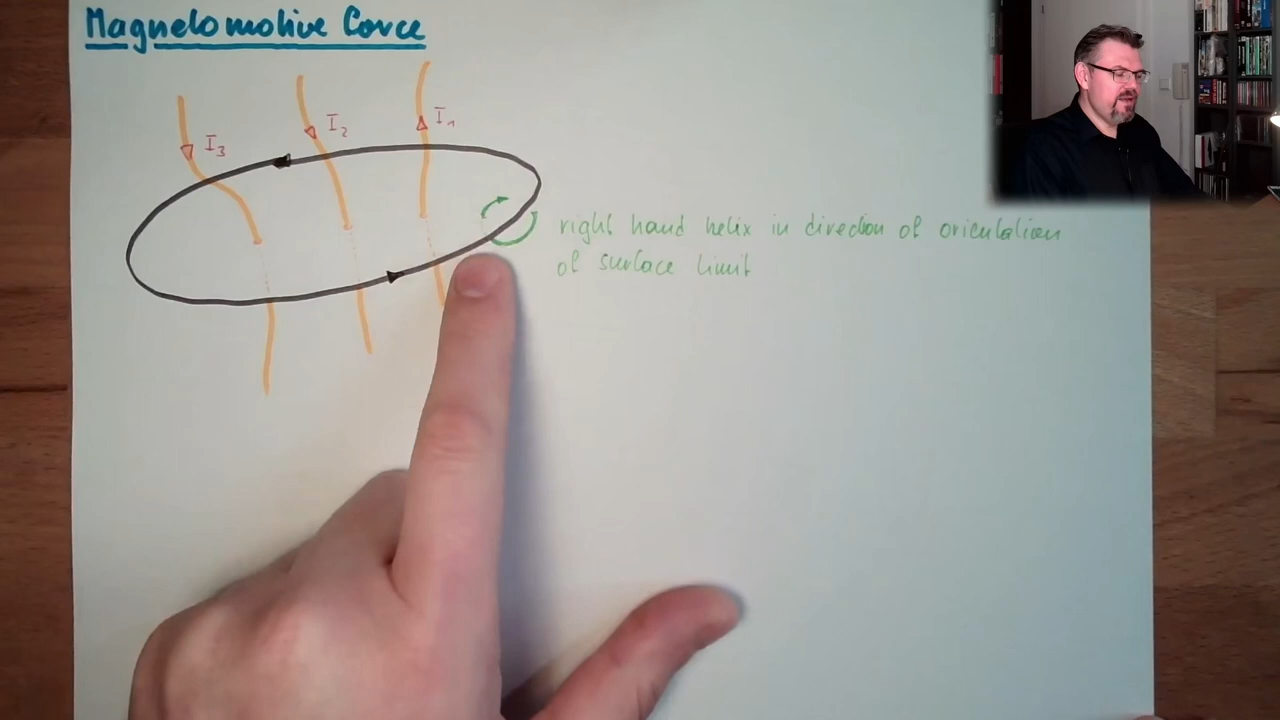 Magnetomotive Force
I₃
I₂
I₁
right hand helix in direction of orientation
of surface limit